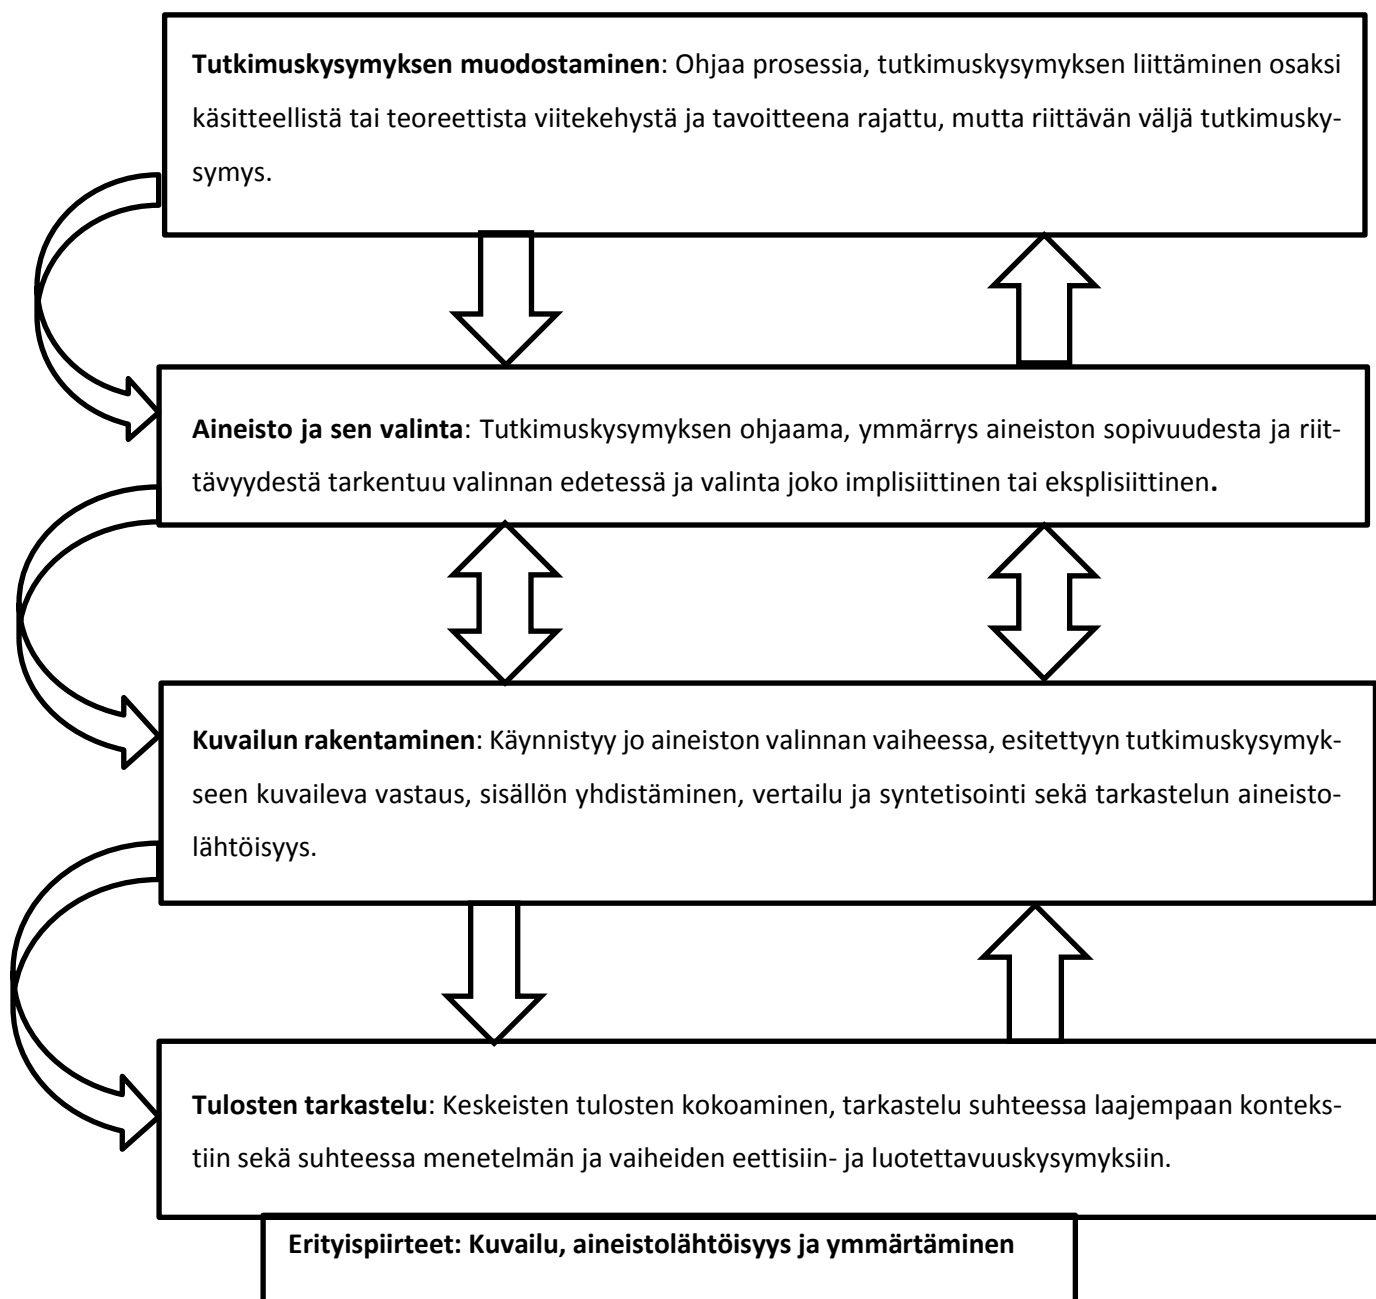 Tutkimuskysymyksen muodostaminen: Ohjaa prosessia, tutkimuskysymyksen liittäminen osaksi
käsitteellistä tai teoreettista viitekehystä ja tavoitteena rajattu, mutta riittävän väljä tutkimusky-
symys.
Aineisto ja sen valinta: Tutkimuskysymyksen ohjaama, ymmärrys aineiston sopivuudesta ja riit-
tävyydestä tarkentuu valinnan edetessä ja valinta joko implisiittinen tai eksplisiittinen.
Kuvailun rakentaminen: Käynnistyy jo aineiston valinnan vaiheessa, esitettyyn tutkimuskysymyk-
seen kuvaileva vastaus, sisällön yhdistäminen, vertailu ja syntetisointi sekä tarkastelun aineisto-
lähtöisyys.
Tulosten tarkastelu: Keskeisten tulosten kokoaminen, tarkastelu suhteessa laajempaan konteks-
tiin sekä suhteessa menetelmän ja vaiheiden eettisiin- ja luotettavuuskysymyksiin.
Erityispiirteet: Kuvailu, aineistolähtöisyys ja ymmärtäminen